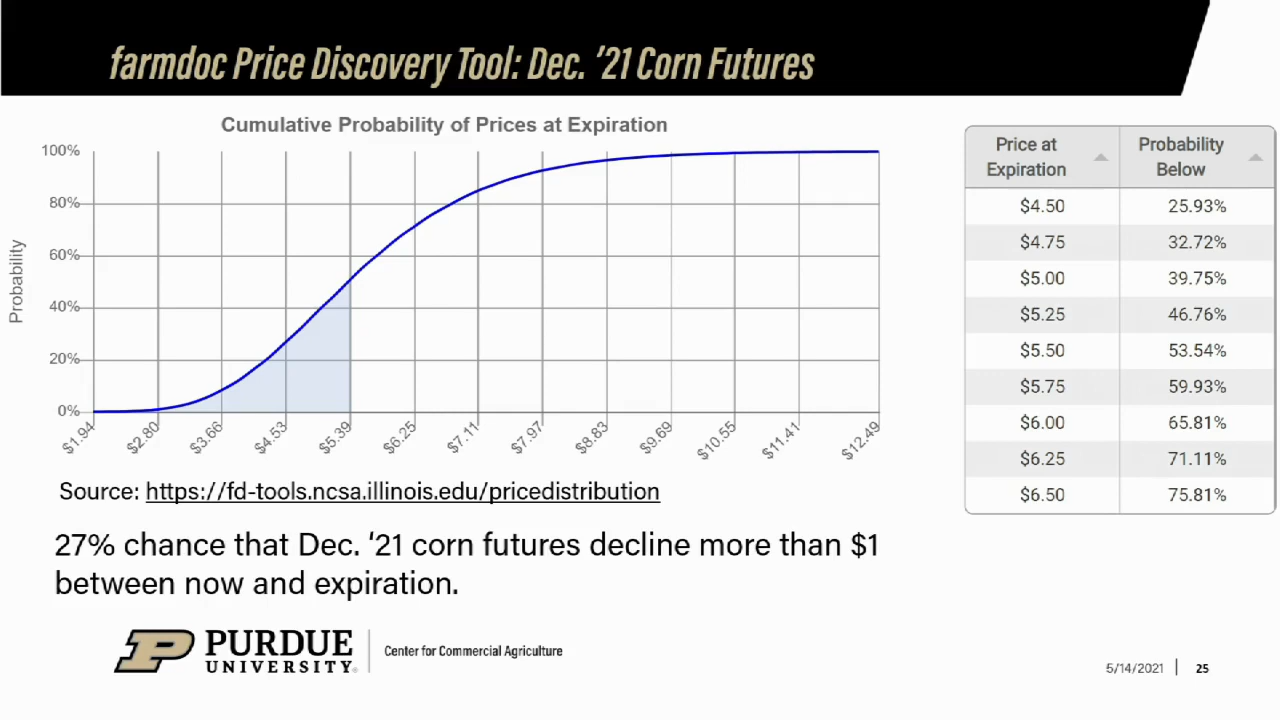 farmdoc Price Discovery Tool: Dec. ’21 Corn Futures
Cumulative Probability of Prices at Expiration
Probability
100%
80%
60%
40%
20%
0%
$1.94 $2.80 $3.66 $4.53 $5.39 $6.25 $7.11 $7.97 $8.83 $9.69 $10.55 $11.41 $12.49
Price at Expiration Probability Below
$4.50 25.93%
$4.75 32.72%
$5.00 39.75%
$5.25 46.76%
$5.50 53.54%
$5.75 59.93%
$6.00 65.81%
$6.25 71.11%
$6.50 75.81%
Source: https://fd-tools.ncsa.illinois.edu/pricedistribution
27% chance that Dec. ‘21 corn futures decline more than $1
between now and expiration.
P PURDUE
UNIVERSITY®
Center for Commercial Agriculture
5/14/2021 | 25